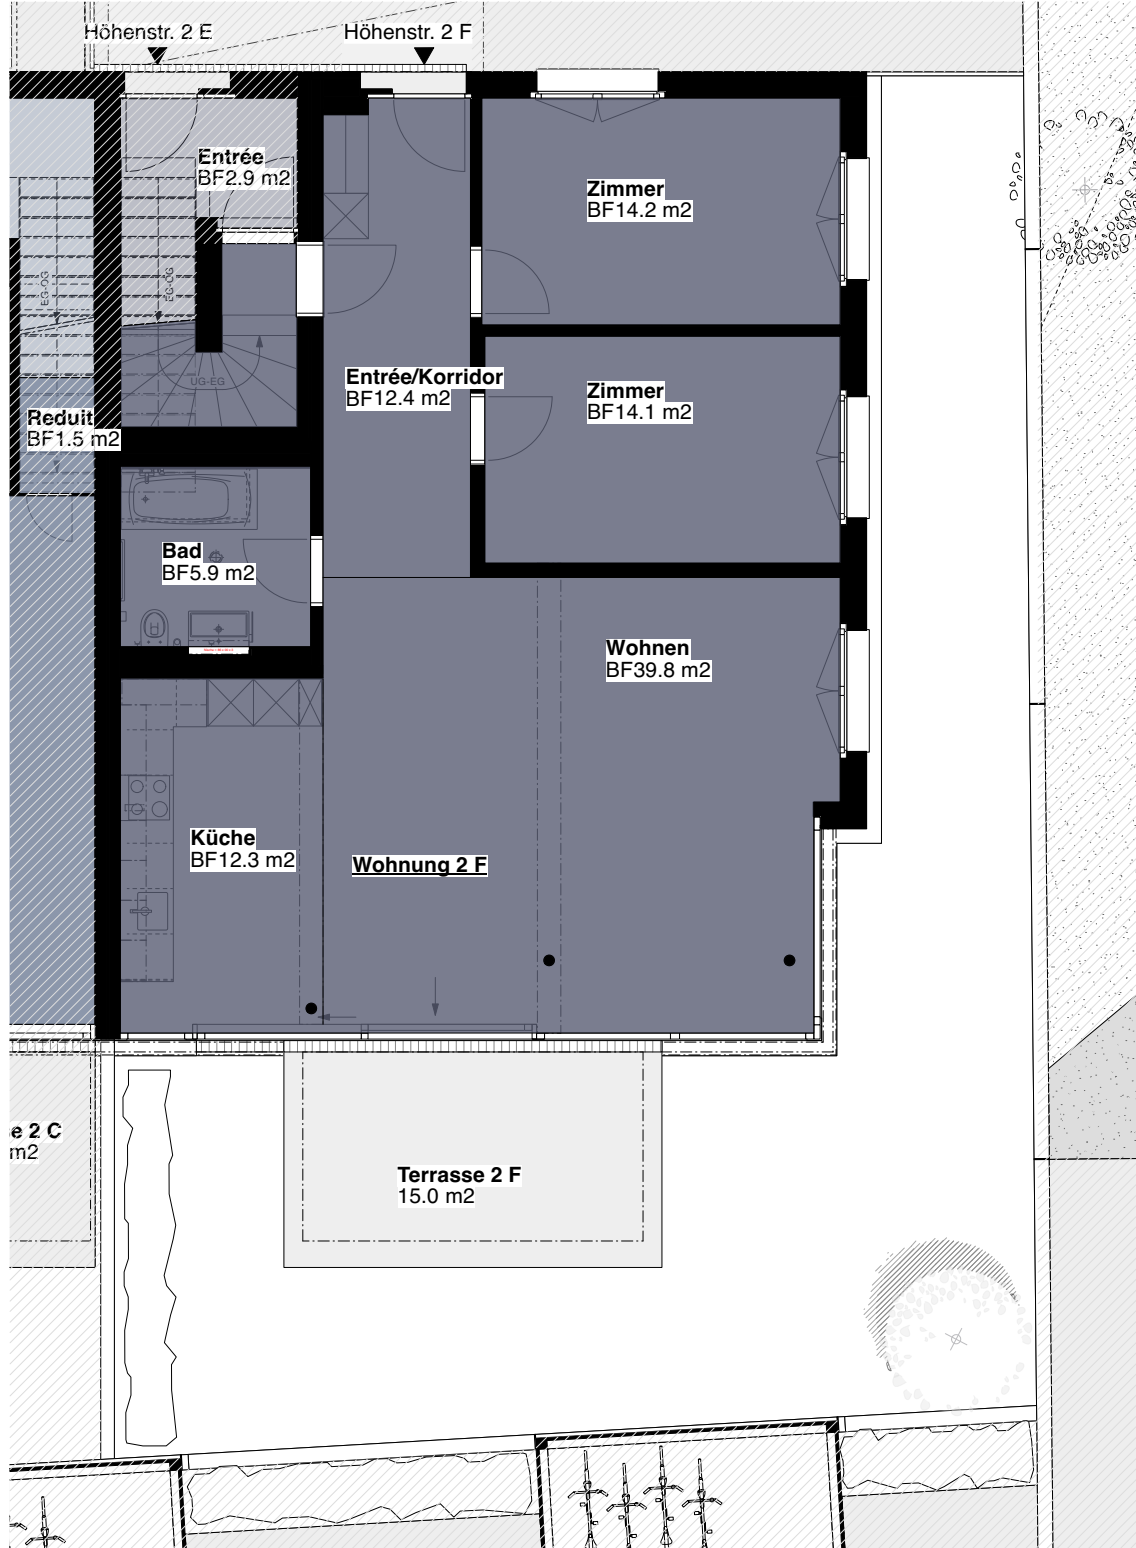 Höhenstr. 2 E
Höhenstr. 2 F
Entrée
BF2.9 m2
Zimmer
BF14.2 m2
EG-OG
EG-OG
UG-EG
Entrée/Korridor
BF12.4 m2
Zimmer
BF14.1 m2
Reduit
BF1.5 m2
Bad
BF5.9 m2
Wohnen
BF39.8 m2
Küche
BF12.3 m2
Wohnung 2 F
e 2 C
m2
Terrasse 2 F
15.0 m2